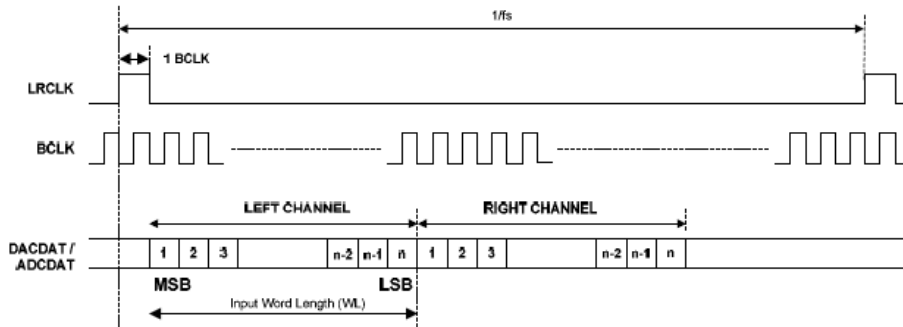 1/fs
1 BCLK
LRCLK
BCLK
LEFT CHANNEL RIGHT CHANNEL
DACDAT / ADCDAT
1 2 3 n-2 n-1 n 1 2 3 n-2 n-1 n
MSB LSB
Input Word Length (WL)